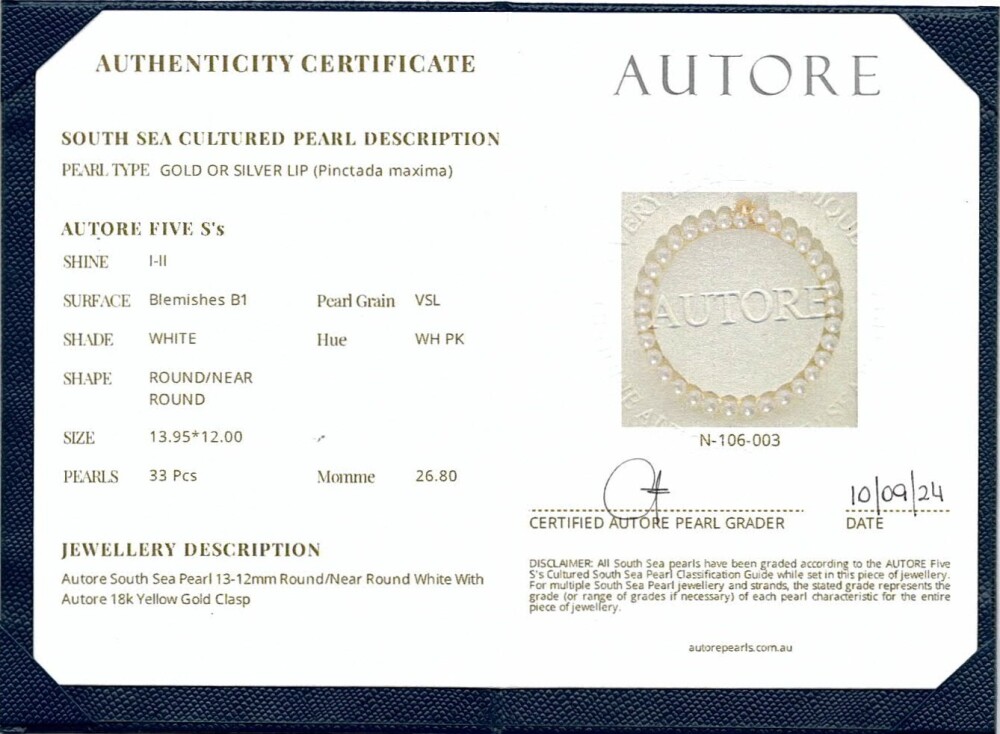 AUTHENTICITY CERTIFICATE
SOUTH SEA CULTURED PEARL DESCRIPTION
PEARL TYPE GOLD OR SILVER LIP (Pinctada maxima)
AUTORE FIVE S's
SHINE I-II
SURFACE Blemishes B1 Pearl Grain VSL
SHADE WHITE Hue WH PK
SHAPE ROUND/NEAR
ROUND
SIZE 13.95*12.00
PEARLS 33 Pcs Momme 26.80
JEWELLERY DESCRIPTION
Autore South Sea Pearl 13-12mm Round/Near Round White With
Autore 18k Yellow Gold Clasp
AUTORE
AUTORE
N-106-003
10/09/24
CERTIFIED AUTORE PEARL GRADER DATE
DISCLAIMER: All South Sea pearls have been graded according to the AUTORE Five
S's Cultured South Sea Pearl Classification Guide while set in this piece of jewellery.
For multiple South Sea Pearl jewellery and strands, the stated grade represents the
grade (or range of grades if necessary) of each pearl characteristic for the entire
piece of jewellery.
autorepearls.com.au